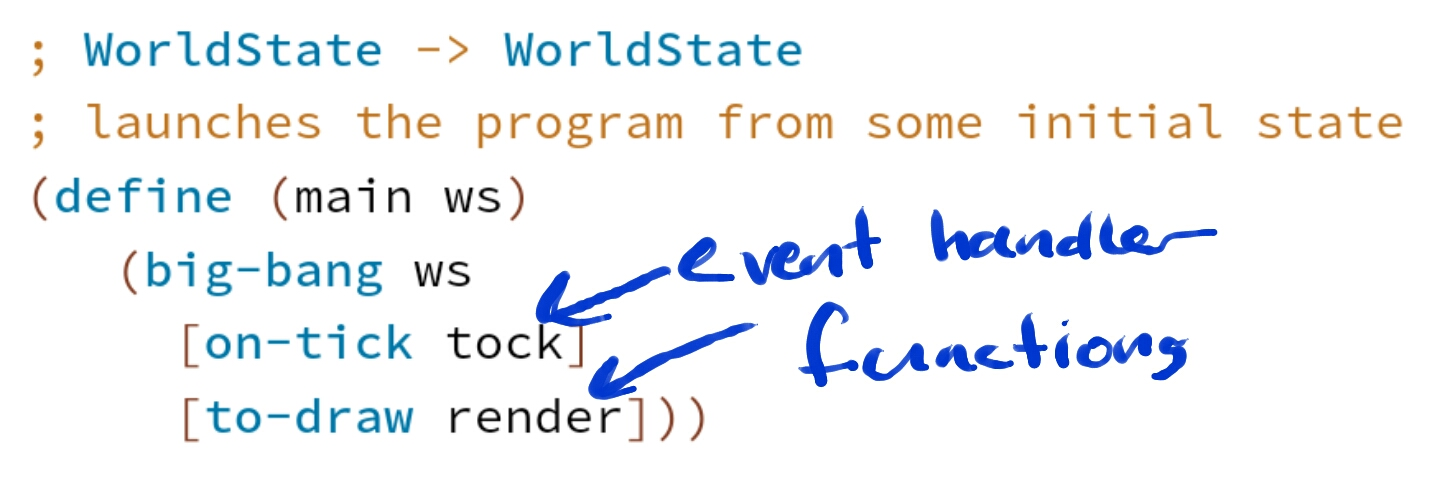 ; WorldState -> WorldState
; launches the program from some initial state
(define (main ws)
(big-bang ws
event handler
[on-tick tock]
functions
[to-draw render]))